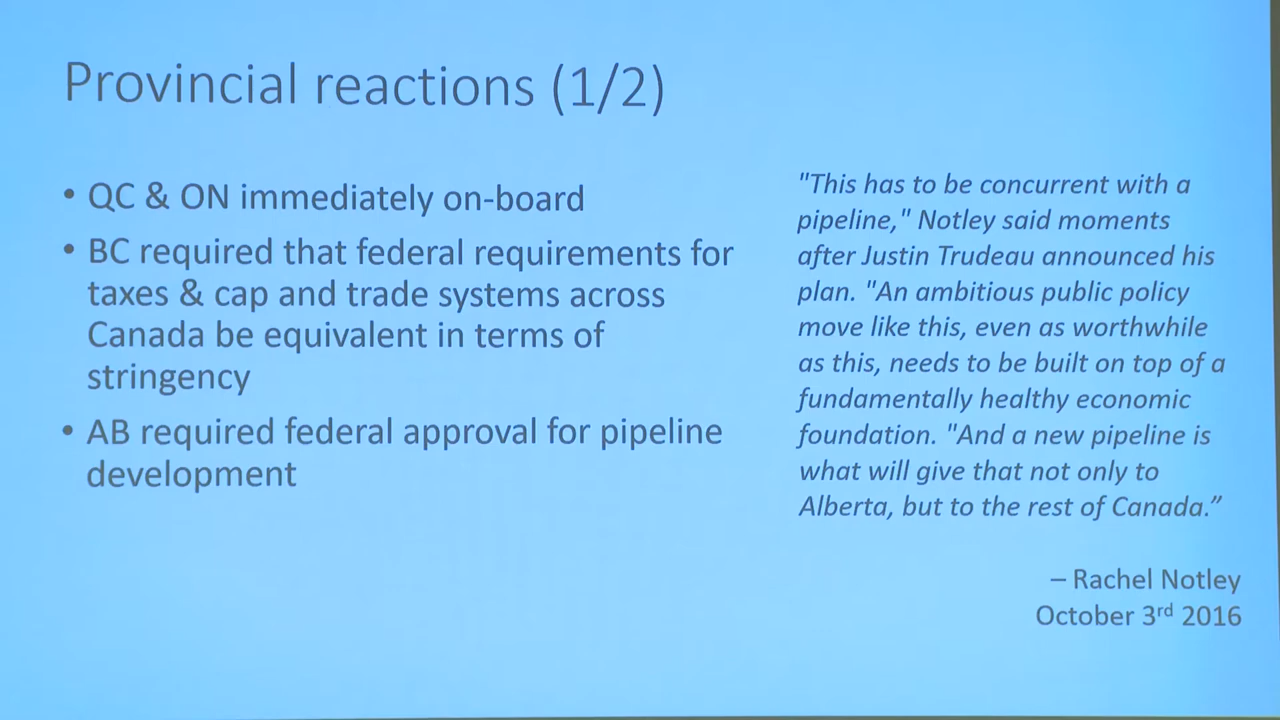 Provincial reactions (1/2)
• QC & ON immediately on-board
• BC required that federal requirements for
taxes & cap and trade systems across
Canada be equivalent in terms of
stringency
• AB required federal approval for pipeline
development
"This has to be concurrent with a
pipeline," Notley said moments
after Justin Trudeau announced his
plan. "An ambitious public policy
move like this, even as worthwhile
as this, needs to be built on top of a
fundamentally healthy economic
foundation. "And a new pipeline is
what will give that not only to
Alberta, but to the rest of Canada.”
– Rachel Notley
October 3rd 2016